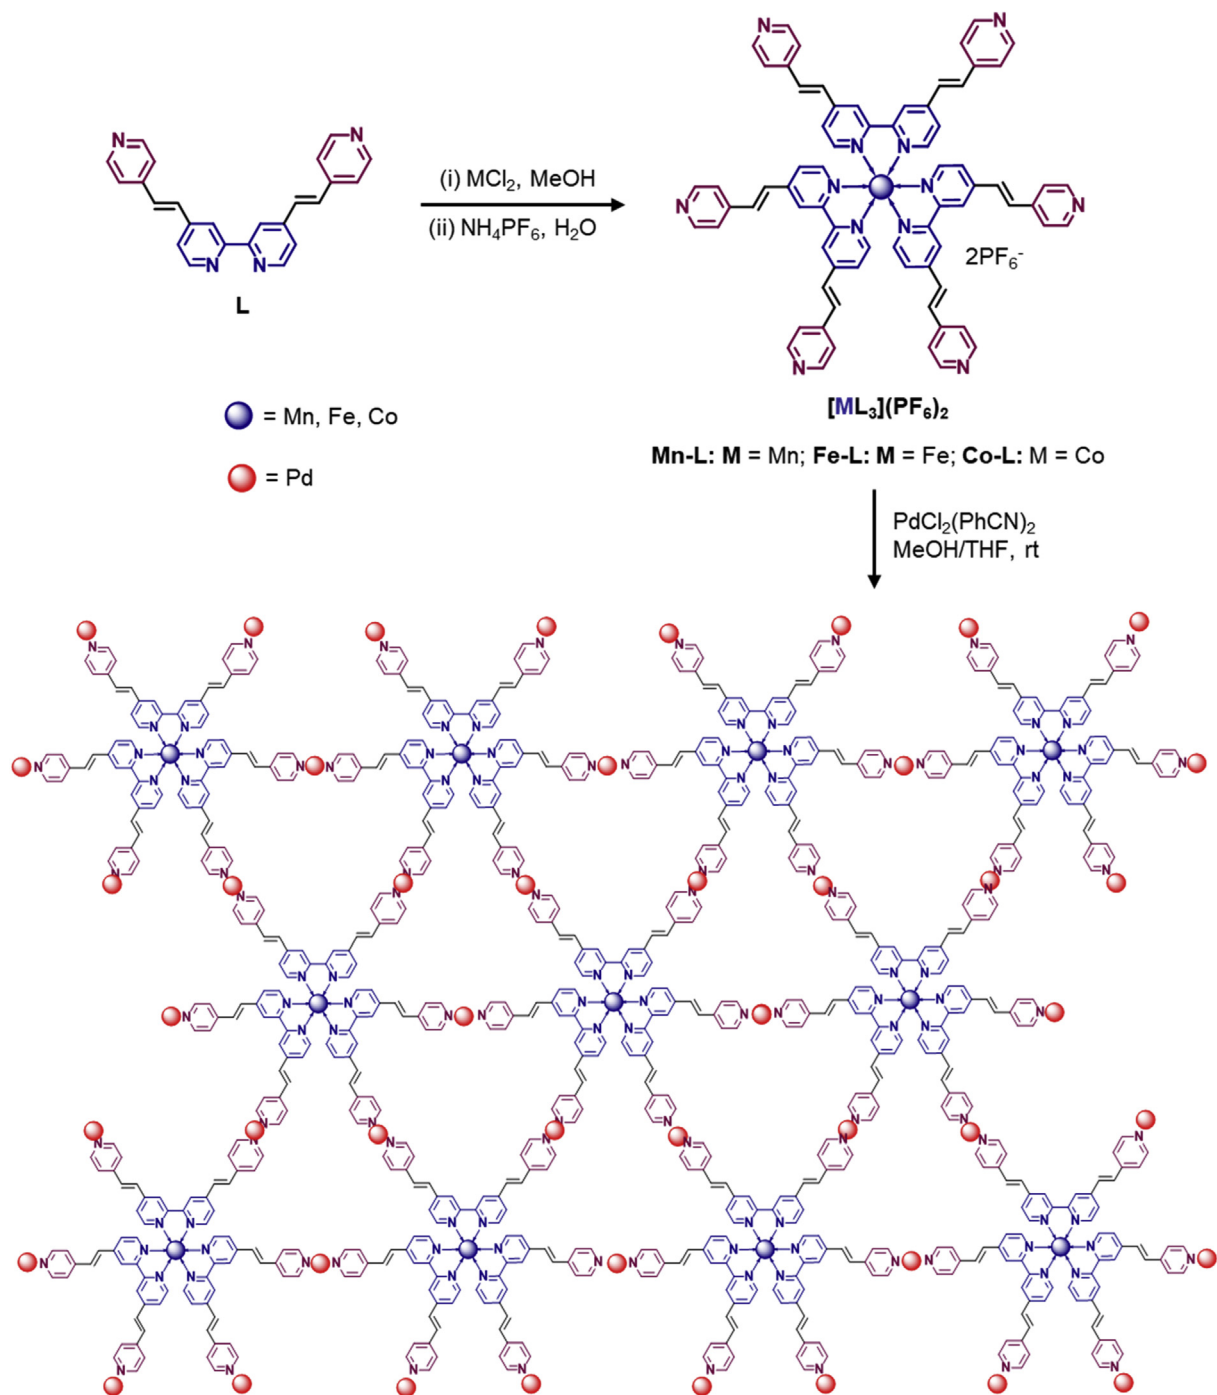 N
N
N
N
N
N
(i) MCl₂, MeOH
(ii) NH₄PF₆, H₂O
N
N
N
N
N
N
N
N
N
N
L
2PF₆⁻
N
N
[ML₃](PF₆)₂
= Mn, Fe, Co
Mn-L: M = Mn; Fe-L: M = Fe; Co-L: M = Co
= Pd
PdCl₂(PhCN)₂
MeOH/THF, rt